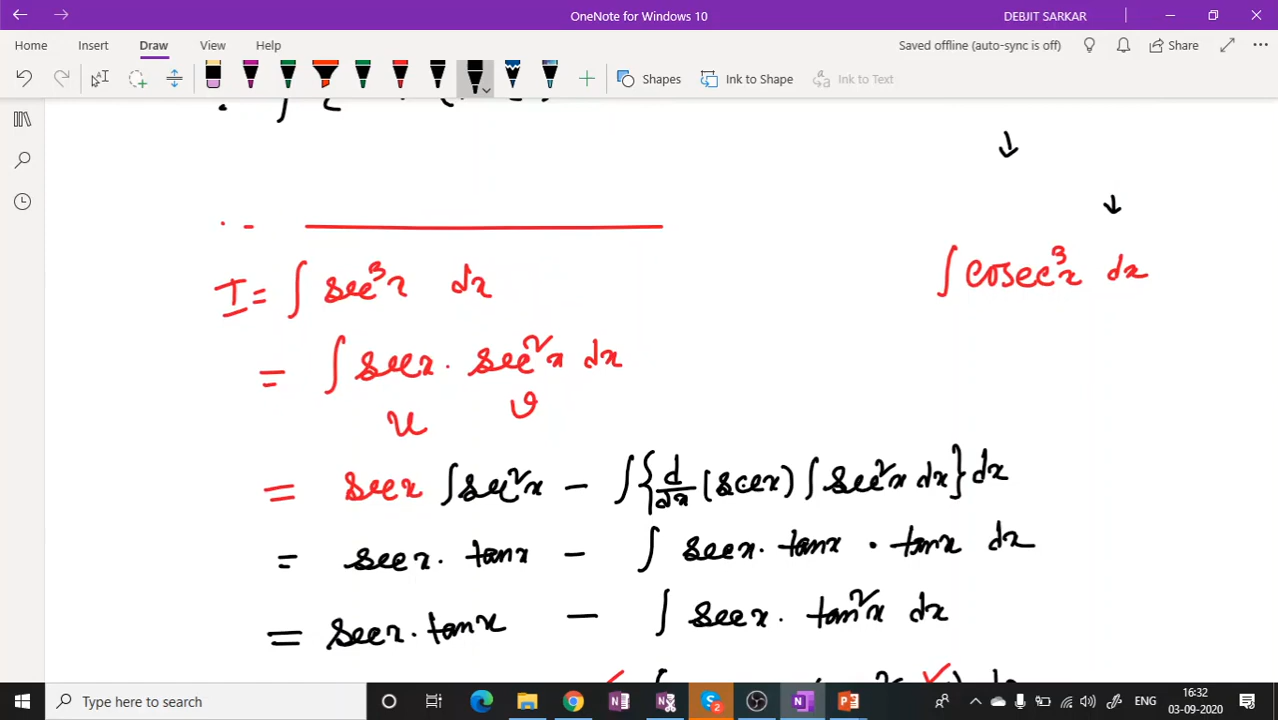 OneNote for Windows 10
DEBJIT SARKAR
Home Insert Draw View Help
Saved offline (auto-sync is off)
Share
Shapes
Ink to Shape
Ink to Text
I = ∫ sec³x dx
∫ cosec³x dx
= ∫ secx · sec²x dx
u v
= secx ∫sec²x − ∫{d/dx (secx) ∫sec²x dx} dx
= secx · tanx − ∫ secx · tanx · tanx dx
= secx · tanx − ∫ secx · tan²x dx
Type here to search
2
ENG
16:32
03-09-2020